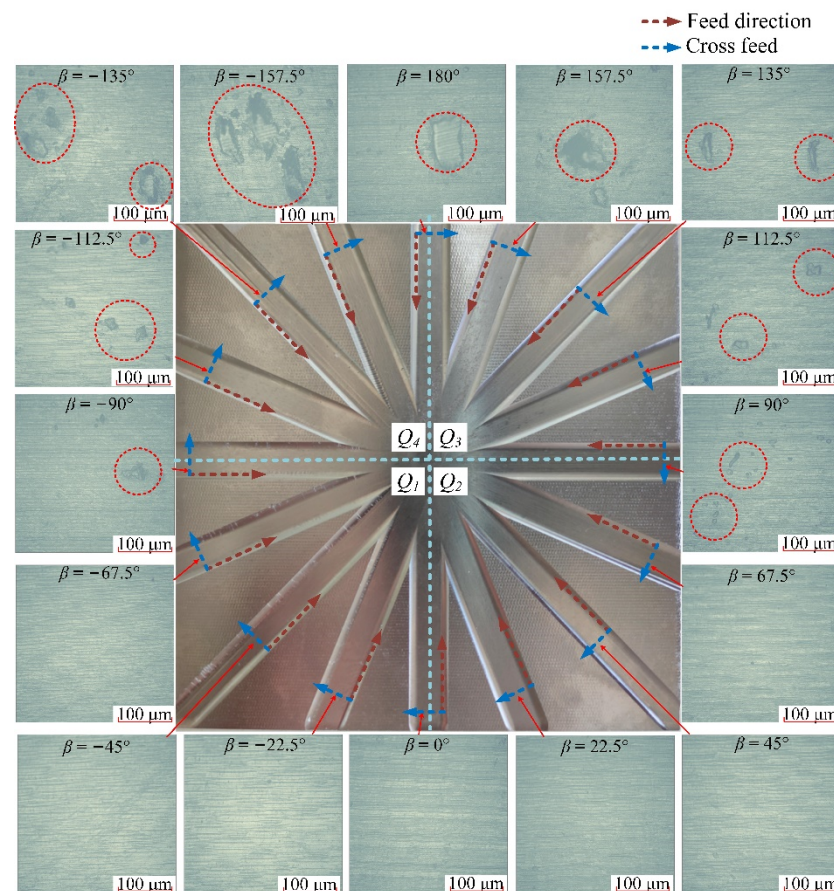 Feed direction
Cross feed
β = −135°
β = −157.5°
β = 180°
β = 157.5°
β = 135°
100 μm
100 μm
100 μm
100 μm
100 μm
β = −112.5°
β = 112.5°
100 μm
100 μm
β = −90°
β = 90°
Q4 Q3
Q1 Q2
100 μm
100 μm
β = −67.5°
β = 67.5°
100 μm
100 μm
β = −45°
β = −22.5°
β = 0°
β = 22.5°
β = 45°
100 μm
100 μm
100 μm
100 μm
100 μm